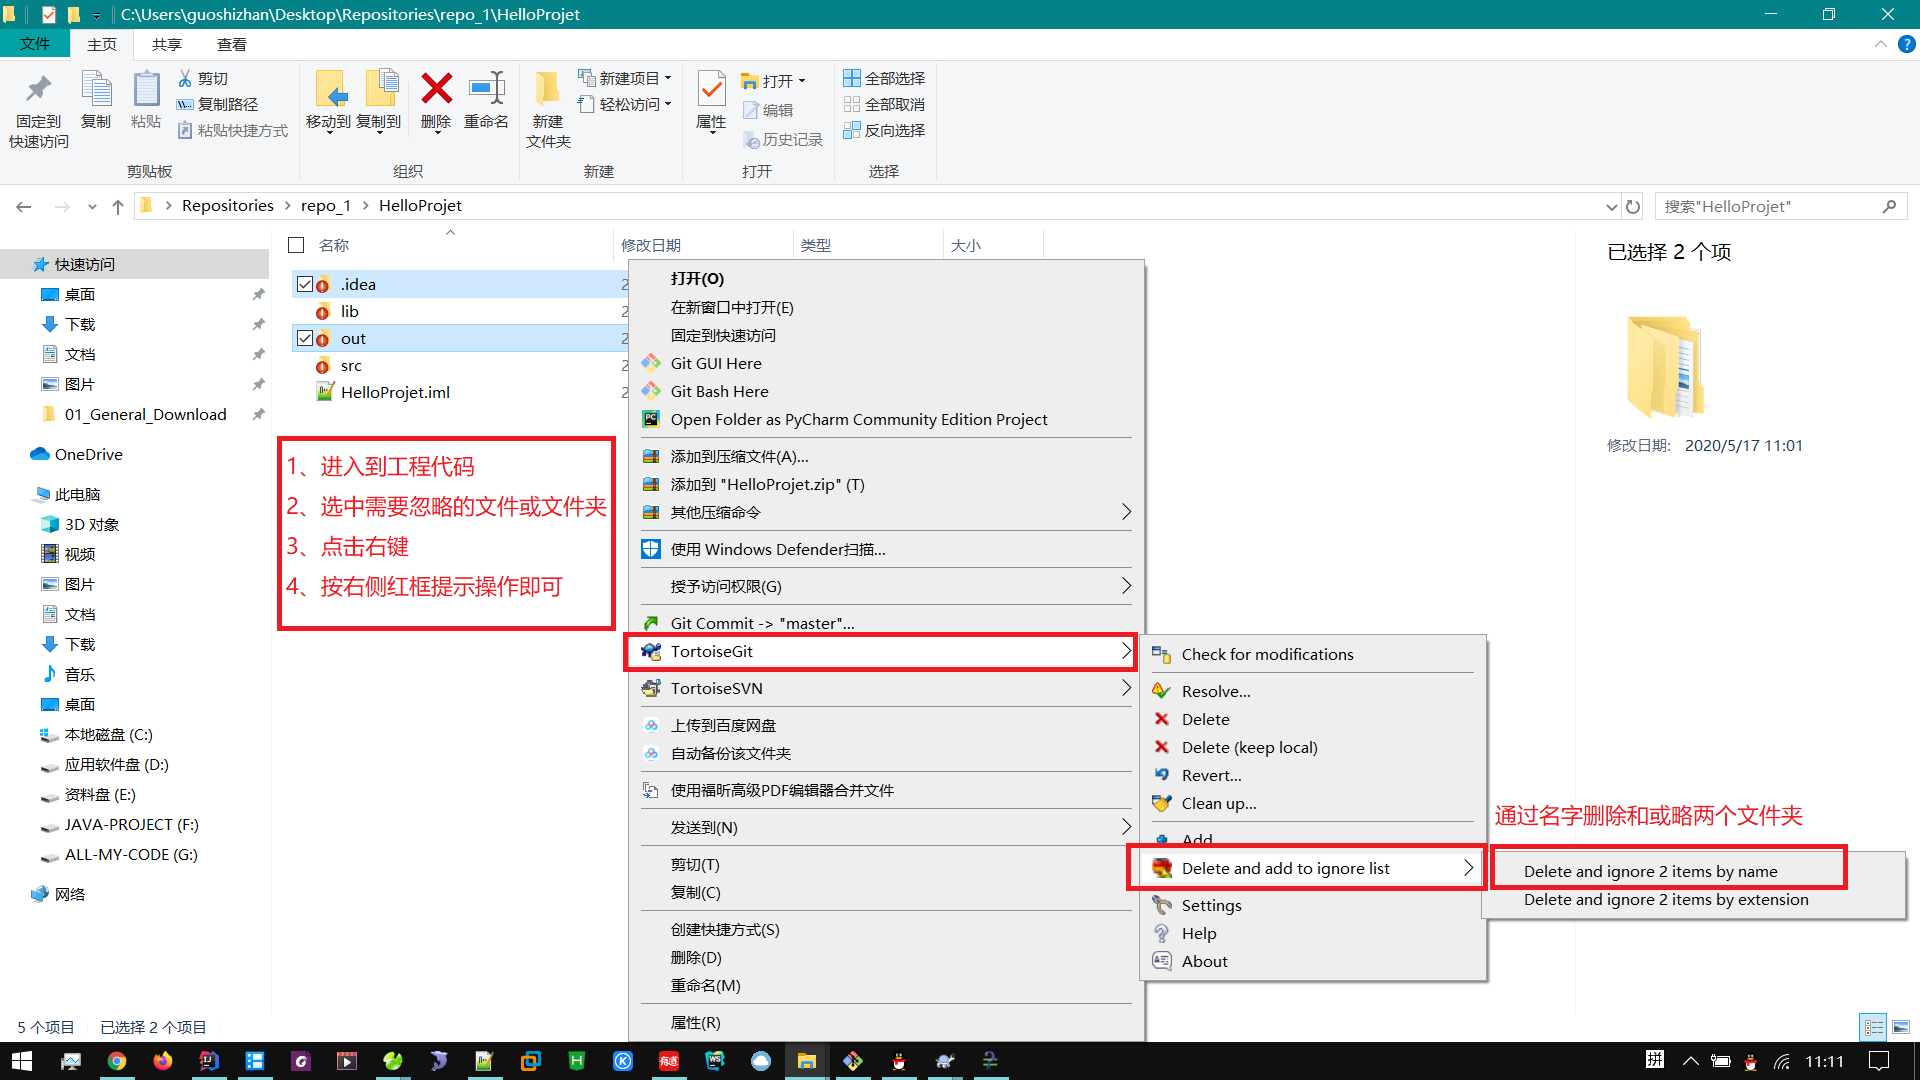 C:\Users\guoshizhan\Desktop\Repositories\repo_1\HelloProjet
文件 主页 共享 查看
固定到
快速访问
复制
粘贴
剪切
复制路径
粘贴快捷方式
剪贴板
移动到 复制到 删除 重命名
组织
新建
文件夹
新建项目
轻松访问
新建
属性
打开
编辑
历史记录
打开
全部选择
全部取消
反向选择
选择
Repositories > repo_1 > HelloProjet
搜索"HelloProjet"
快速访问
桌面
下载
文档
图片
01_General_Download
OneDrive
此电脑
3D 对象
视频
图片
文档
下载
音乐
桌面
本地磁盘 (C:)
应用软件盘 (D:)
资料盘 (E:)
JAVA-PROJECT (F:)
ALL-MY-CODE (G:)
网络
名称 修改日期 类型 大小
.idea 2
lib 2
out 2
src 2
HelloProjet.iml 2
1、进入到工程代码
2、选中需要忽略的文件或文件夹
3、点击右键
4、按右侧红框提示操作即可
打开(O)
在新窗口中打开(E)
固定到快速访问
Git GUI Here
Git Bash Here
Open Folder as PyCharm Community Edition Project
添加到压缩文件(A)...
添加到 "HelloProjet.zip" (T)
其他压缩命令
使用 Windows Defender扫描...
授予访问权限(G)
Git Commit -> "master"...
TortoiseGit
TortoiseSVN
上传到百度网盘
自动备份该文件夹
使用福昕高级PDF编辑器合并文件
发送到(N)
剪切(T)
复制(C)
创建快捷方式(S)
删除(D)
重命名(M)
属性(R)
Check for modifications
Resolve...
Delete
Delete (keep local)
Revert...
Clean up...
Add
Delete and add to ignore list
Settings
Help
About
通过名字删除和或略两个文件夹
Delete and ignore 2 items by name
Delete and ignore 2 items by extension
已选择 2 个项
修改日期: 2020/5/17 11:01
5 个项目 已选择 2 个项目
拼
11:11